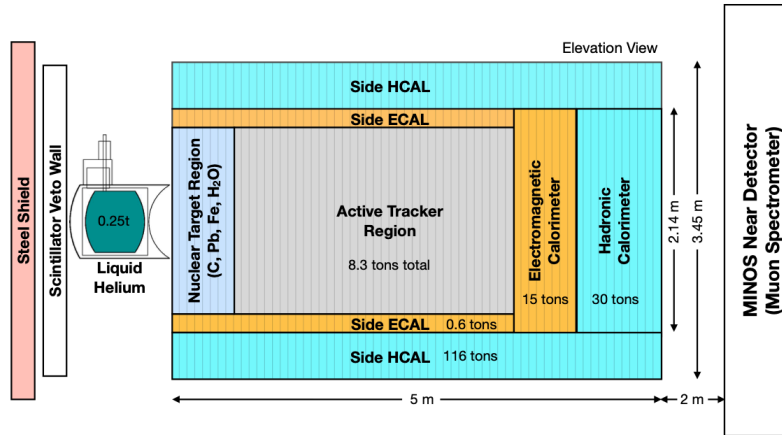 Elevation View
Side HCAL
Side ECAL
Steel Shield
Scintillator Veto Wall
0.25t
Liquid
Helium
Nuclear Target Region
(C, Pb, Fe, H2O)
Active Tracker
Region
8.3 tons total
Electromagnetic
Calorimeter
15 tons
Hadronic
Calorimeter
30 tons
2.14 m
3.45 m
MINOS Near Detector
(Muon Spectrometer)
Side ECAL 0.6 tons
Side HCAL 116 tons
5 m
2 m